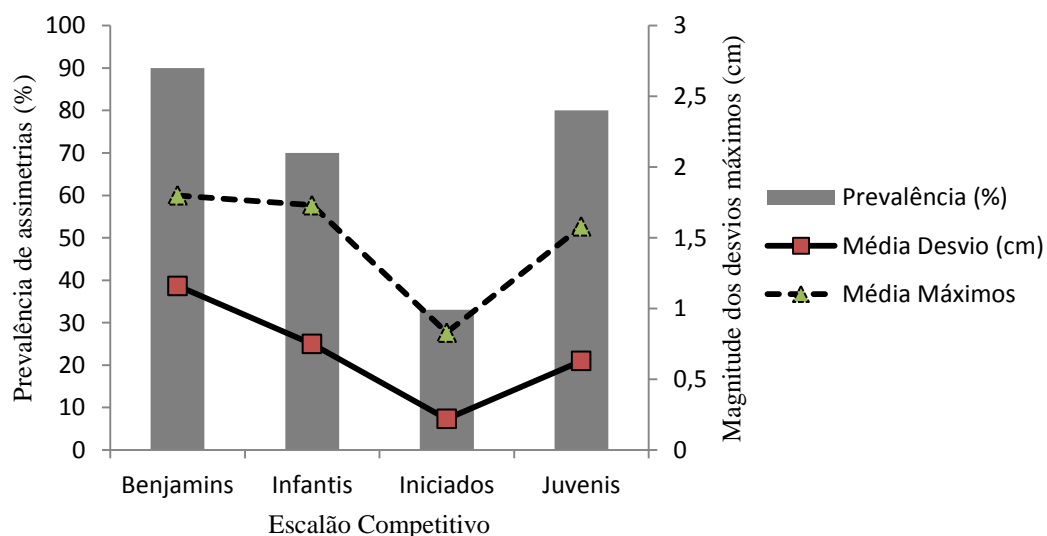 Prevalência de assimetrias (%)
100
90
80
70
60
50
40
30
20
10
0
3
2,5
2
1,5
1
0,5
0
Magnitude dos desvios máximos (cm)
Benjamins
Infantis
Iniciados
Juvenis
Escalão Competitivo
Prevalência (%)
Média Desvio (cm)
Média Máximos